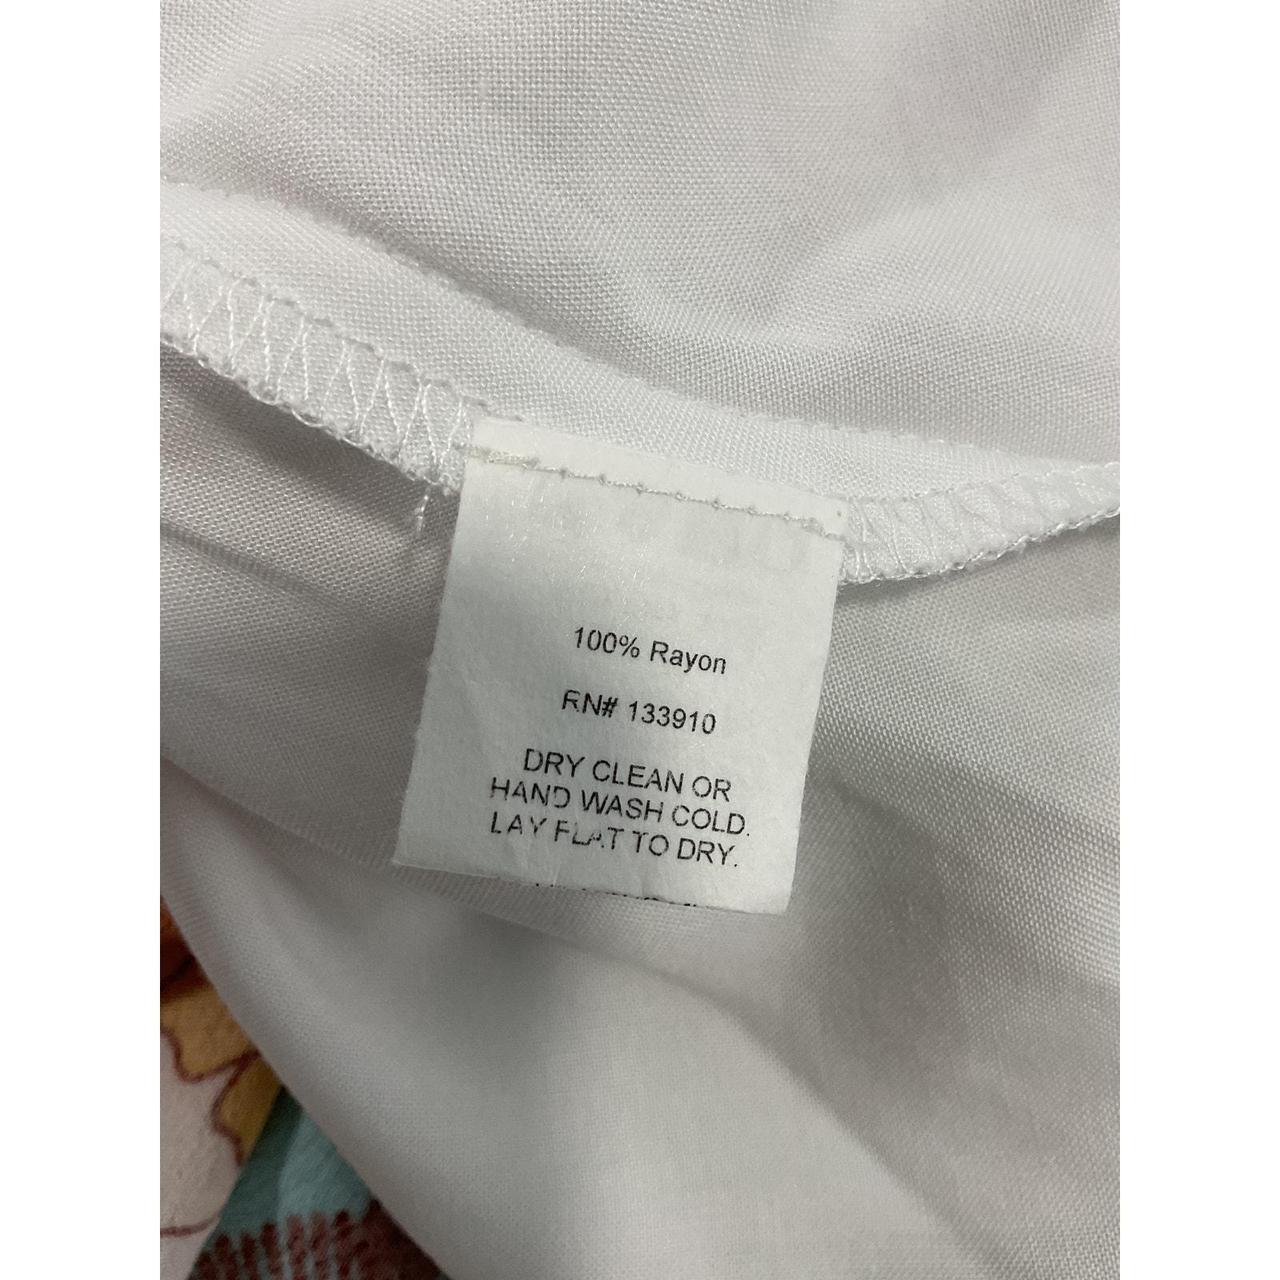 100% Rayon
RN# 133910
DRY CLEAN OR
HAND WASH COLD.
LAY FLAT TO DRY.